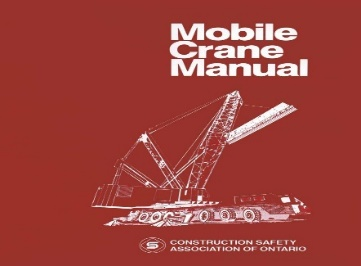 Mobile
Crane
Manual
CONSTRUCTION SAFETY
ASSOCIATION OF ONTARIO